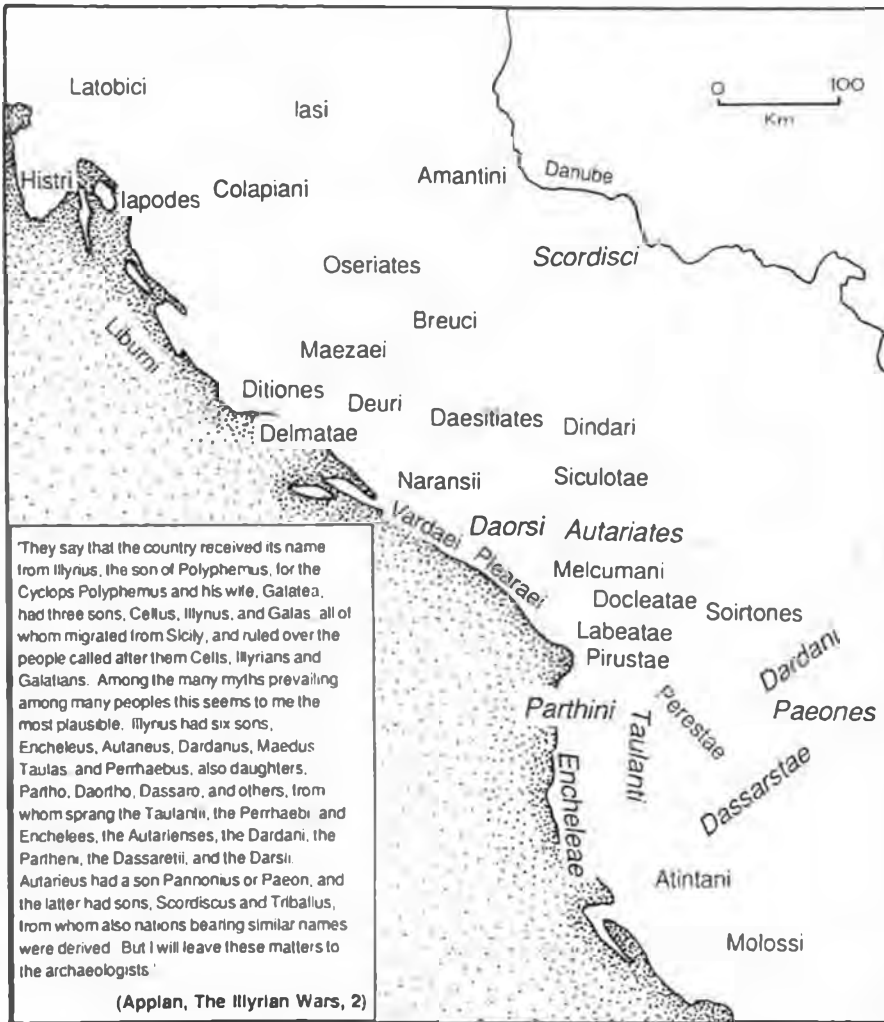 Latobici
Iasi
0 100
Km
Histri
Iapodes
Colapiani
Amantini
Danube
Scordisci
Oseriates
Breuci
Liburni
Maezaei
Ditiones
Deuri
Daesitiates
Dindari
Delmatae
Naransii
Siculotae
Vardaei
Daorsi
Autariates
Plearaei
Melcumani
Docleatae
Soirtones
Labeatae
Pirustae
Dardani
Parthini
Taulanti
Perestae
Paeones
Encheleae
Dassarstae
Atintani
Molossi
'They say that the country received its name
from Illyrius, the son of Polyphemus, for the
Cyclops Polyphemus and his wife, Galatea,
had three sons, Cellus, Illynus, and Galas all of
whom migrated from Sicily, and ruled over the
people called after them Cells, Illyrians and
Galatians. Among the many myths prevailing
among many peoples this seems to me the
most plausible. Illynus had six sons,
Encheleus, Autaneus, Dardanus, Maedus
Taulas and Perrhaebus, also daughters,
Partho, Daortho, Dassaro, and others, from
whom sprang the Taulantii, the Perrhaebi and
Enchelees, the Autarienses, the Dardani, the
Partheni, the Dassaretii, and the Darsii.
Autarieus had a son Pannonius or Paeon, and
the latter had sons, Scordiscus and Triballus,
from whom also nations bearing similar names
were derived But I will leave these matters to
the archaeologists '
(Appian, The Illyrian Wars, 2)